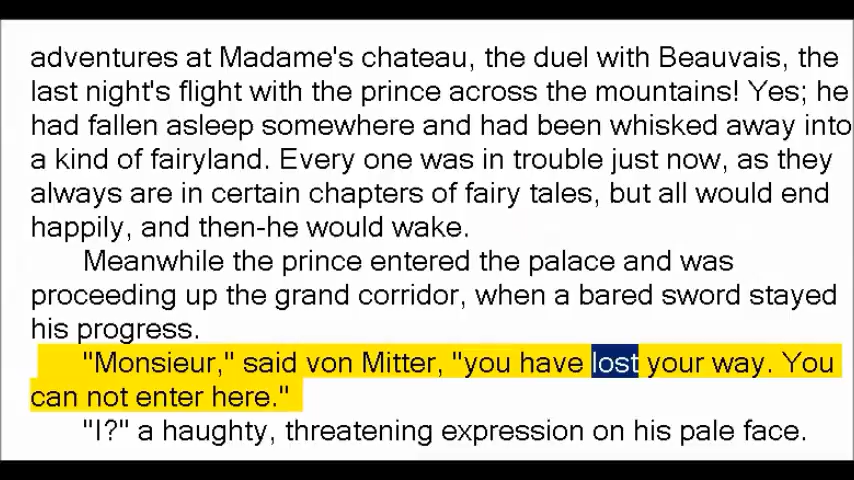 adventures at Madame's chateau, the duel with Beauvais, the
last night's flight with the prince across the mountains! Yes; he
had fallen asleep somewhere and had been whisked away into
a kind of fairyland. Every one was in trouble just now, as they
always are in certain chapters of fairy tales, but all would end
happily, and then-he would wake.
Meanwhile the prince entered the palace and was
proceeding up the grand corridor, when a bared sword stayed
his progress.
"Monsieur," said von Mitter, "you have lost your way. You
can not enter here."
"I?" a haughty, threatening expression on his pale face.